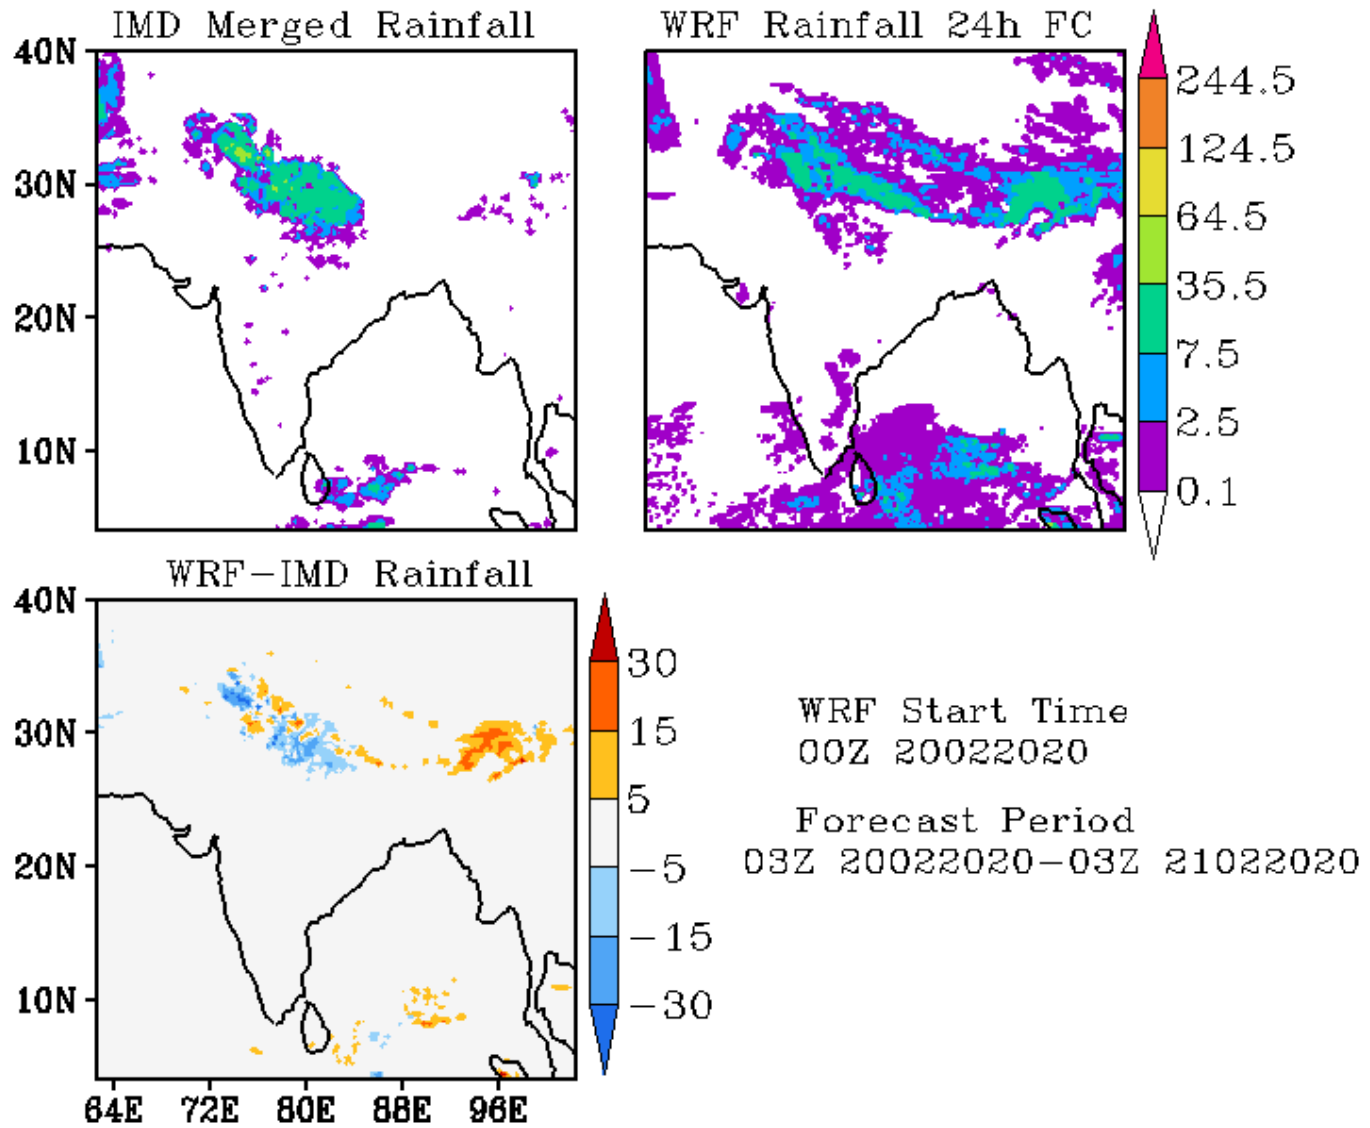 IMD Merged Rainfall
WRF Rainfall 24h FC
40N
30N
20N
10N
244.5
124.5
64.5
35.5
7.5
2.5
0.1
WRF-IMD Rainfall
40N
30N
20N
10N
64E 72E 80E 88E 96E
30
15
5
-5
-15
-30
WRF Start Time
00Z 20022020
Forecast Period
03Z 20022020-03Z 21022020